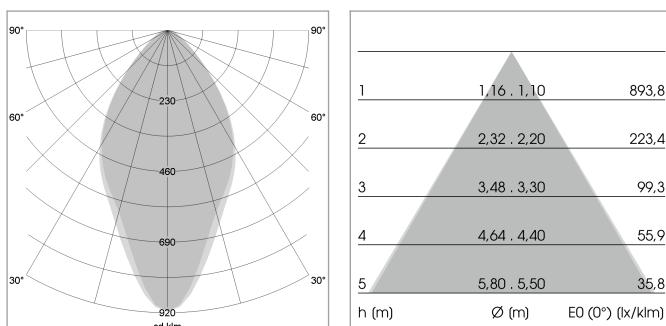 90° 90°
230
60° 60°
460
690
30° 30°
920
cd klm
1 1,16 . 1,10 893,8
2 2,32 . 2,20 223,4
3 3,48 . 3,30 99,3
4 4,64 . 4,40 55,9
5 5,80 . 5,50 35,8
h (m) Ø (m) E0 (0°) (lx/klm)